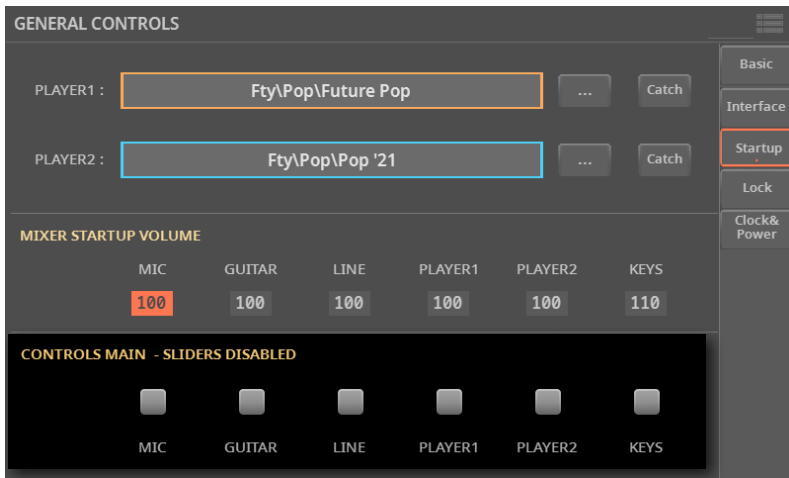 GENERAL CONTROLS
Basic
PLAYER1 : Fty\Pop\Future Pop ... Catch
Interface
PLAYER2 : Fty\Pop\Pop '21 ... Catch
Startup
Lock
Clock&
Power
MIXER STARTUP VOLUME
MIC GUITAR LINE PLAYER1 PLAYER2 KEYS
100 100 100 100 100 110
CONTROLS MAIN - SLIDERS DISABLED
MIC GUITAR LINE PLAYER1 PLAYER2 KEYS